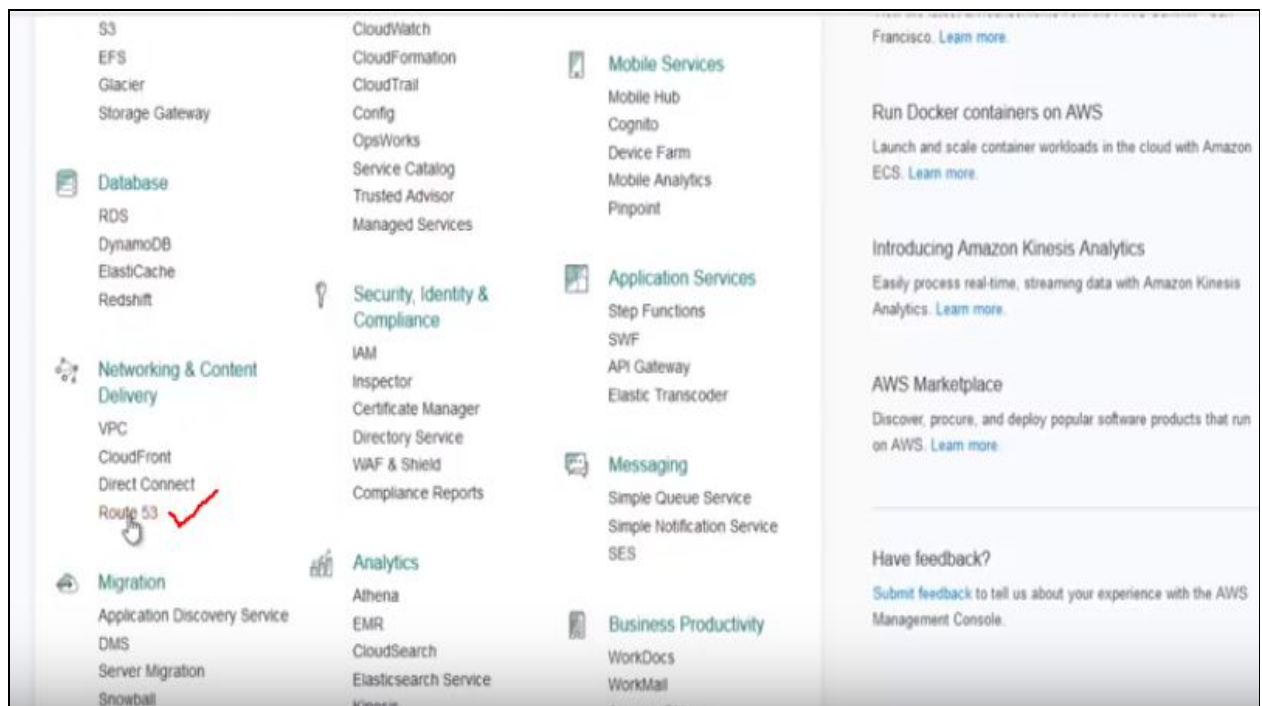 S3
EFS
Glacier
Storage Gateway
Database
RDS
DynamoDB
ElastiCache
Redshift
Networking & Content
Delivery
VPC
CloudFront
Direct Connect
Route 53
Migration
Application Discovery Service
DMS
Server Migration
Snowball
CloudWatch
CloudFormation
CloudTrail
Config
OpsWorks
Service Catalog
Trusted Advisor
Managed Services
Security, Identity &
Compliance
IAM
Inspector
Certificate Manager
Directory Service
WAF & Shield
Compliance Reports
Analytics
Athena
EMR
CloudSearch
Elasticsearch Service
Kinesis
Mobile Services
Mobile Hub
Cognito
Device Farm
Mobile Analytics
Pinpoint
Application Services
Step Functions
SWF
API Gateway
Elastic Transcoder
Messaging
Simple Queue Service
Simple Notification Service
SES
Business Productivity
WorkDocs
WorkMail
Francisco. Learn more.
Run Docker containers on AWS
Launch and scale container workloads in the cloud with Amazon
ECS. Learn more.
Introducing Amazon Kinesis Analytics
Easily process real-time, streaming data with Amazon Kinesis
Analytics. Learn more.
AWS Marketplace
Discover, procure, and deploy popular software products that run
on AWS. Learn more.
Have feedback?
Submit feedback to tell us about your experience with the AWS
Management Console.